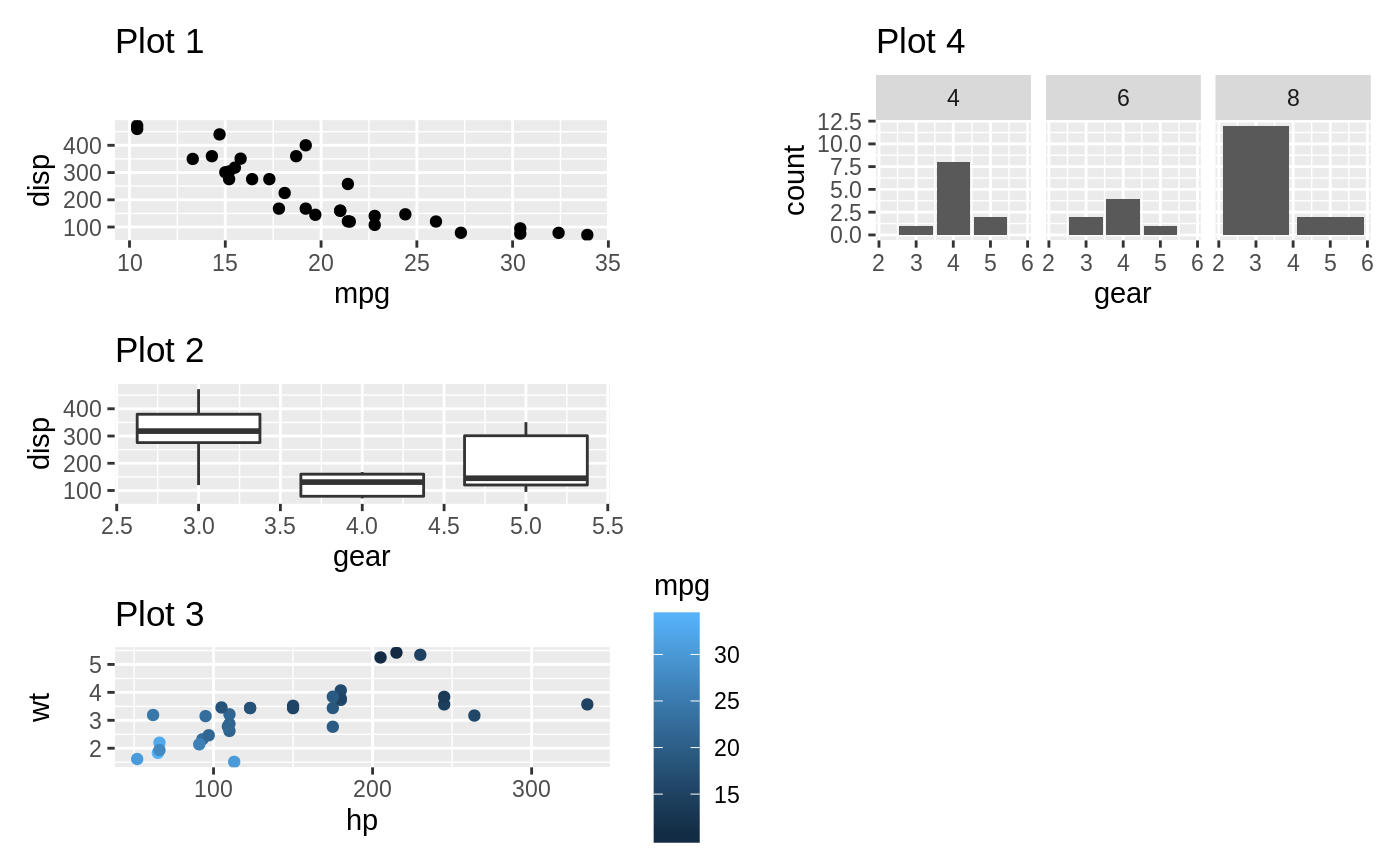 Plot 1
disp
400
300
200
100
10 15 20 25 30 35
mpg
Plot 4
4 6 8
count
12.5
10.0
7.5
5.0
2.5
0.0
2 3 4 5 6 2 3 4 5 6 2 3 4 5 6
gear
Plot 2
disp
400
300
200
100
2.5 3.0 3.5 4.0 4.5 5.0 5.5
gear
Plot 3
wt
5
4
3
2
100 200 300
hp
mpg
30
25
20
15